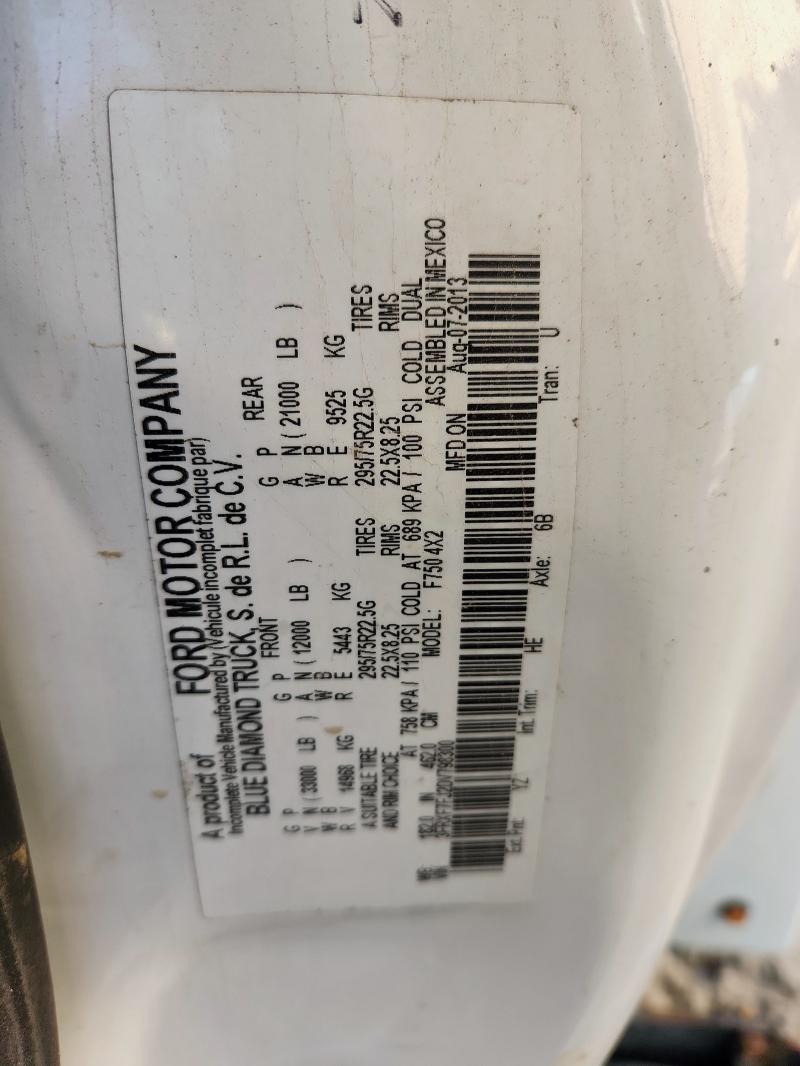 A product of FORD MOTOR COMPANY
Incomplete Vehicle Manufactured by (Vehicule incomplet fabrique par)
BLUE DIAMOND TRUCK, S. de R.L. de C.V.
FRONT REAR
G P G P G P
V N ( 33000 LB ) A N ( 12000 LB ) A N ( 21000 LB )
W B W B W B
R V 14968 KG R E 5443 KG R E 9525 KG
A SUITABLE TIRE 295/75R22.5G TIRES 295/75R22.5G TIRES
AND RIM CHOICE 22.5X8.25 RIMS 22.5X8.25 RIMS
AT 758 KPA / 110 PSI COLD AT 689 KPA / 100 PSI COLD DUAL
WB: 182.0 IN 462.0 CM MODEL: F750 4X2 ASSEMBLED IN MEXICO
MFD ON Aug-07-2013
Ext. Pnt: YZ Int. Trim: HE Axle: 6B Tran: U